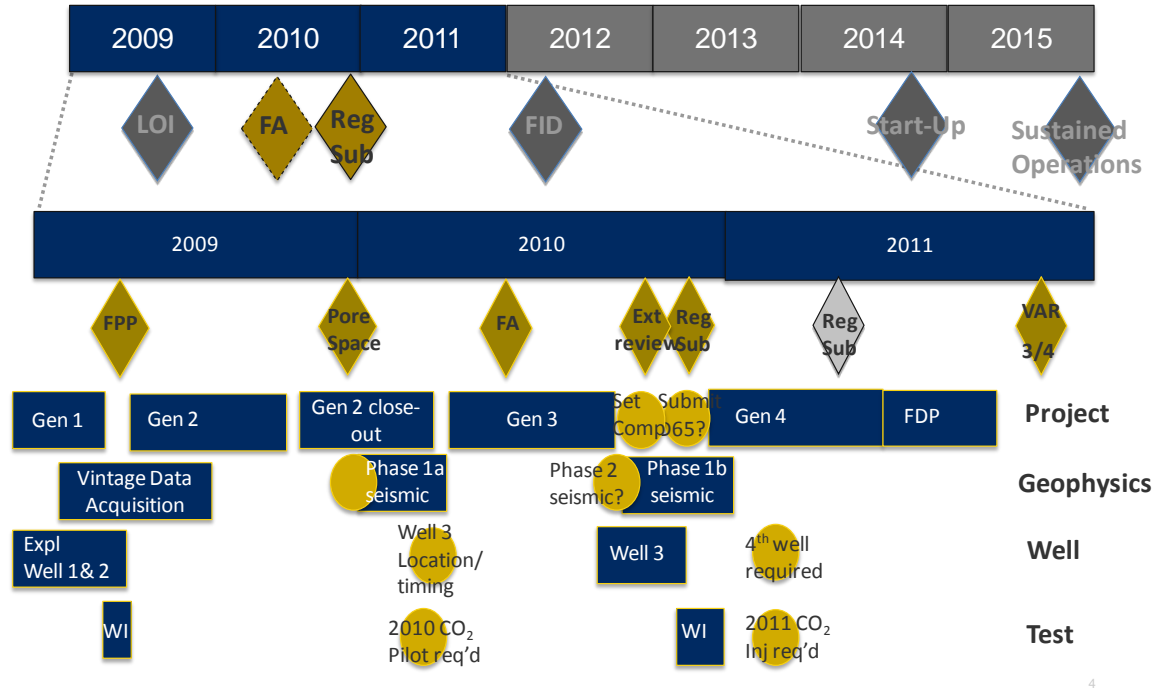 2009 2010 2011 2012 2013 2014 2015
LOI FA Reg FID Start-Up Sustained
Sub Operations
2009 2010 2011
FPP Pore FA Ext Reg Reg VAR
Space review Sub Sub 3/4
Gen 1 Gen 2 Gen 2 close- Gen 3 Set Submit Gen 4 FDP Project
out Comp D65?
Vintage Data Phase 1a Phase 2 Phase 1b Geophysics
Acquisition seismic seismic? seismic
Expl Well 3 Well 3 4th well Well
Well 1& 2 Location/ required
timing
WI 2010 CO2 WI 2011 CO2 Test
Pilot req’d Inj req’d
4